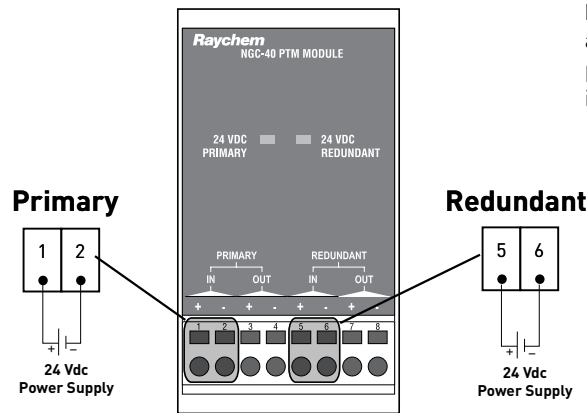 Raychem
NGC-40 PTM MODULE
24 VDC
PRIMARY
24 VDC
REDUNDANT
Primary
Redundant
1 2
5 6
PRIMARY REDUNDANT
IN OUT IN OUT
+ - + - + - + -
1 2 3 4 5 6 7 8
+ –
24 Vdc
Power Supply
+ –
24 Vdc
Power Supply